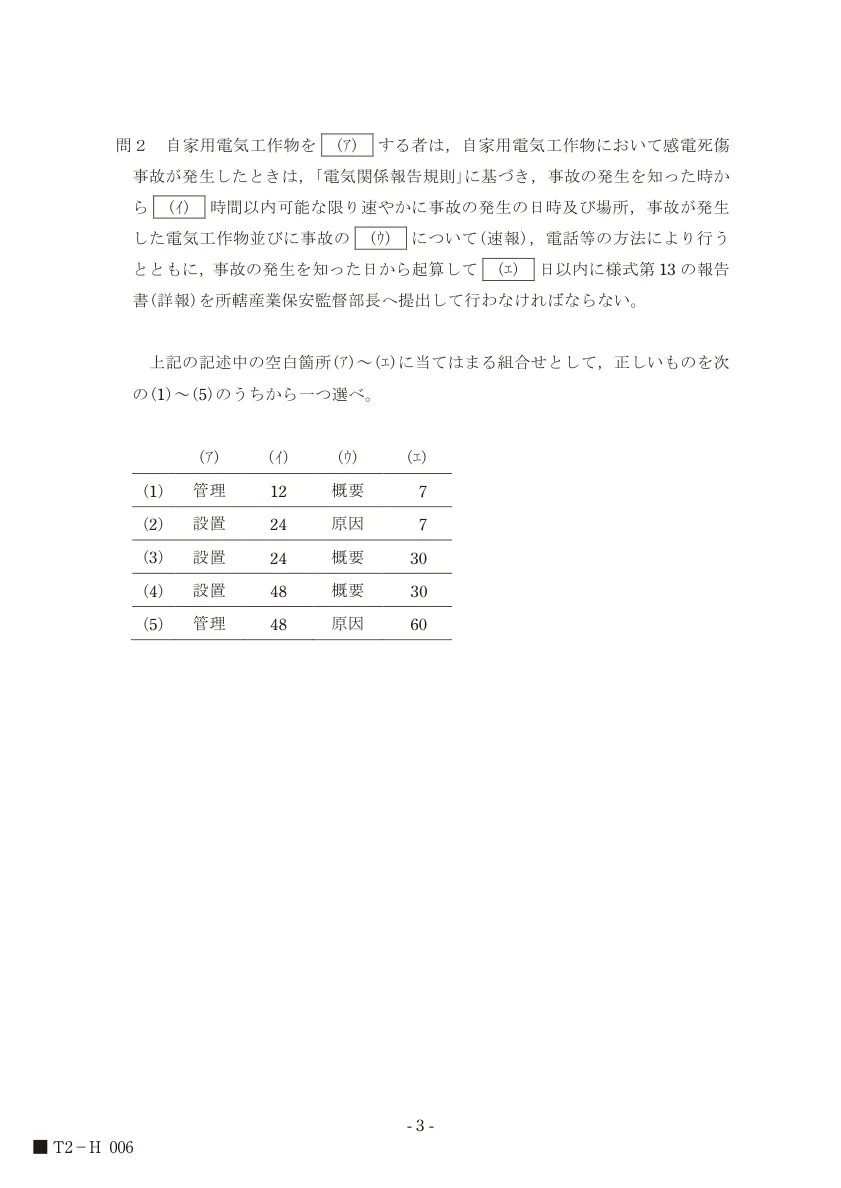 問２　自家用電気工作物を (ｱ) する者は，自家用電気工作物において感電死傷
事故が発生したときは，「電気関係報告規則」に基づき，事故の発生を知った時か
ら (ｲ) 時間以内可能な限り速やかに事故の発生の日時及び場所，事故が発生
した電気工作物並びに事故の (ｳ) について(速報)，電話等の方法により行う
とともに，事故の発生を知った日から起算して (ｴ) 日以内に様式第 13 の報告
書(詳報)を所轄産業保安監督部長へ提出して行わなければならない。
上記の記述中の空白箇所(ｱ)～(ｴ)に当てはまる組合せとして，正しいものを次
の(1)～(5)のうちから一つ選べ。
(ｱ) (ｲ) (ｳ) (ｴ)
(1) 管理 12 概要 7
(2) 設置 24 原因 7
(3) 設置 24 概要 30
(4) 設置 48 概要 30
(5) 管理 48 原因 60
- 3 -
■ T2－H 006